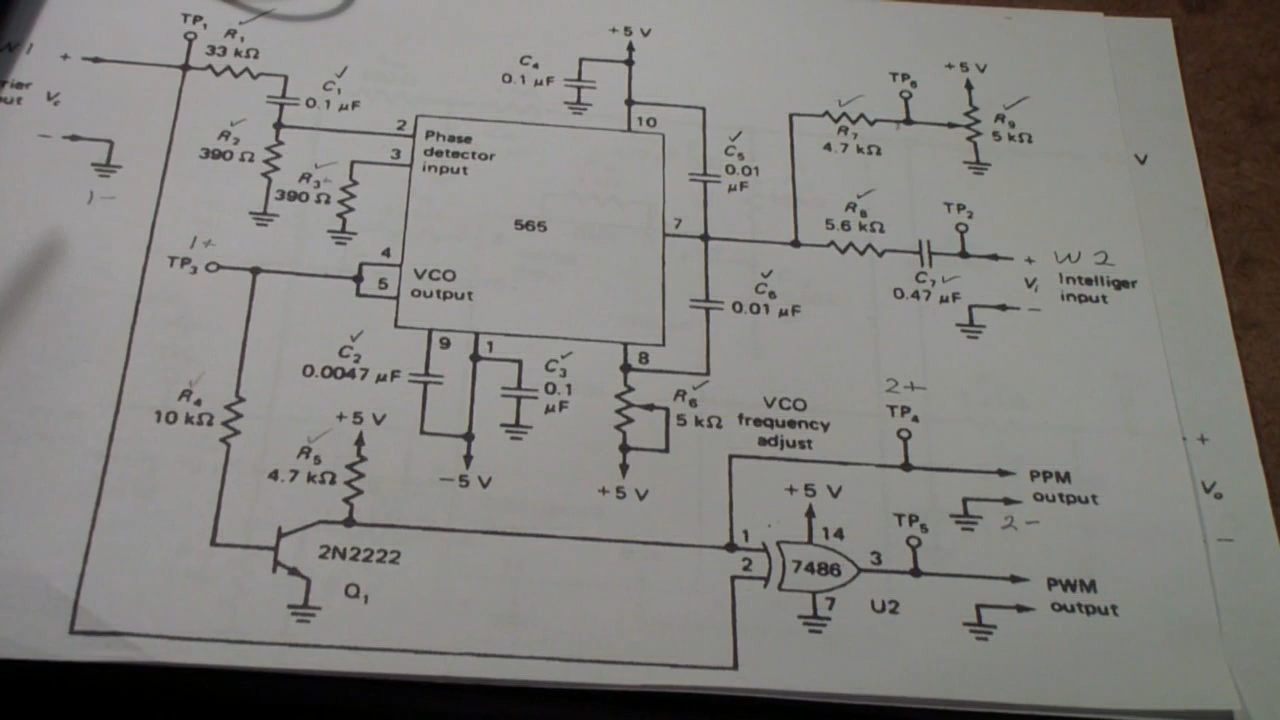 TP₁
R₁
33 kΩ
+
Vc
−
C₁
0.1 µF
R₂
390 Ω
R₃
390 Ω
1 −
2
3
Phase
detector
input
565
4
5
VCO
output
9
1
8
7
10
+5 V
C₄
0.1 µF
C₅
0.01
µF
C₆
0.01 µF
TP₆
+5 V
R₉
5 kΩ
R₇
4.7 kΩ
R₈
5.6 kΩ
C₇
0.47 µF
TP₂
+ W2
Vi
input
−
V
1+
TP₃
C₂
0.0047 µF
C₃
0.1
µF
−5 V
R₆
5 kΩ
+5 V
VCO
frequency
adjust
R₄
10 kΩ
+5 V
R₅
4.7 kΩ
2N2222
Q₁
2+
TP₄
PPM
output
2 −
+
Vo
−
+5 V
14
1
2
7486
3
7
U2
TP₅
PWM
output